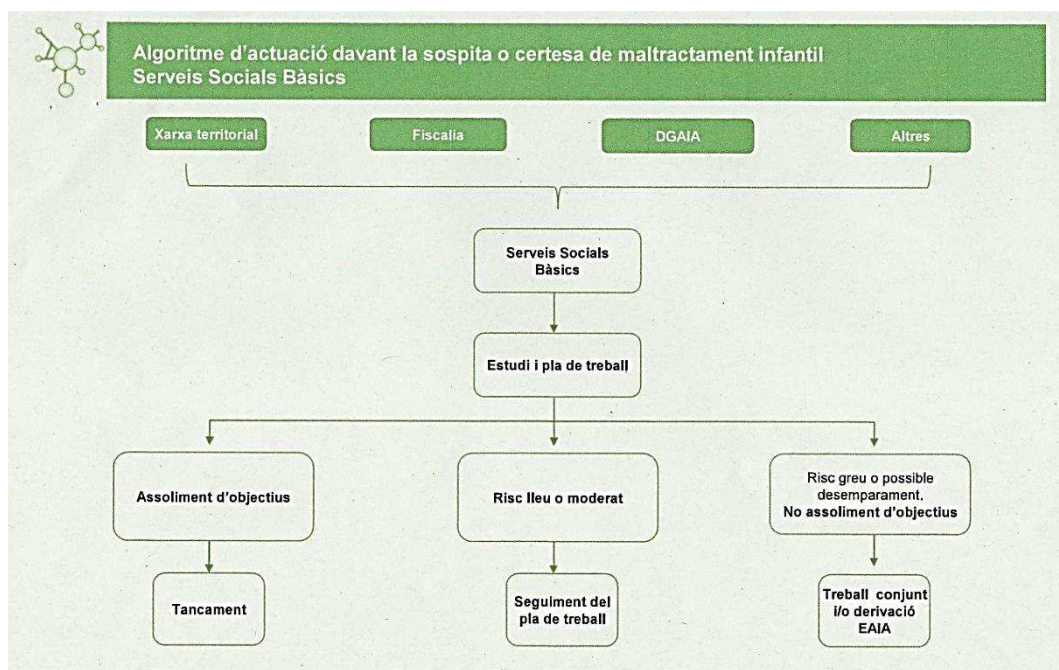 Algoritme d'actuació davant la sospita o certesa de maltractament infantil
Serveis Socials Bàsics
Xarxa territorial
Fiscalia
DGAIA
Altres
Serveis Socials
Bàsics
Estudi i pla de treball
Assoliment d'objectius
Risc lleu o moderat
Risc greu o possible
desemparament.
No assoliment d'objectius
Tancament
Seguiment del
pla de treball
Treball conjunt
i/o derivació
EAIA